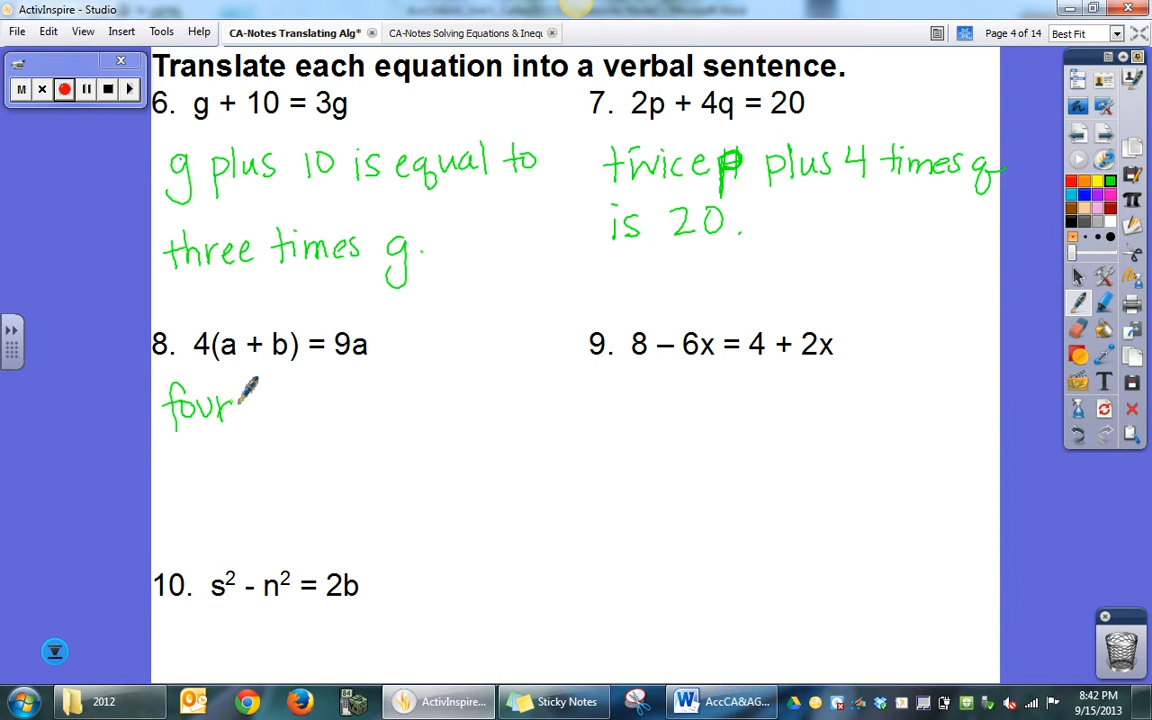 ActivInspire - Studio
File Edit View Insert Tools Help
CA-Notes Translating Alg*
CA-Notes Solving Equations & Inequ
Page 4 of 14
Best Fit
M
Translate each equation into a verbal sentence.
6. g + 10 = 3g
7. 2p + 4q = 20
g plus 10 is equal to
three times g.
twice p plus 4 times q
is 20.
8. 4(a + b) = 9a
9. 8 – 6x = 4 + 2x
four
10. s² - n² = 2b
2012
ActivInspire...
Sticky Notes
AccCA&AG...
8:42 PM
9/15/2013